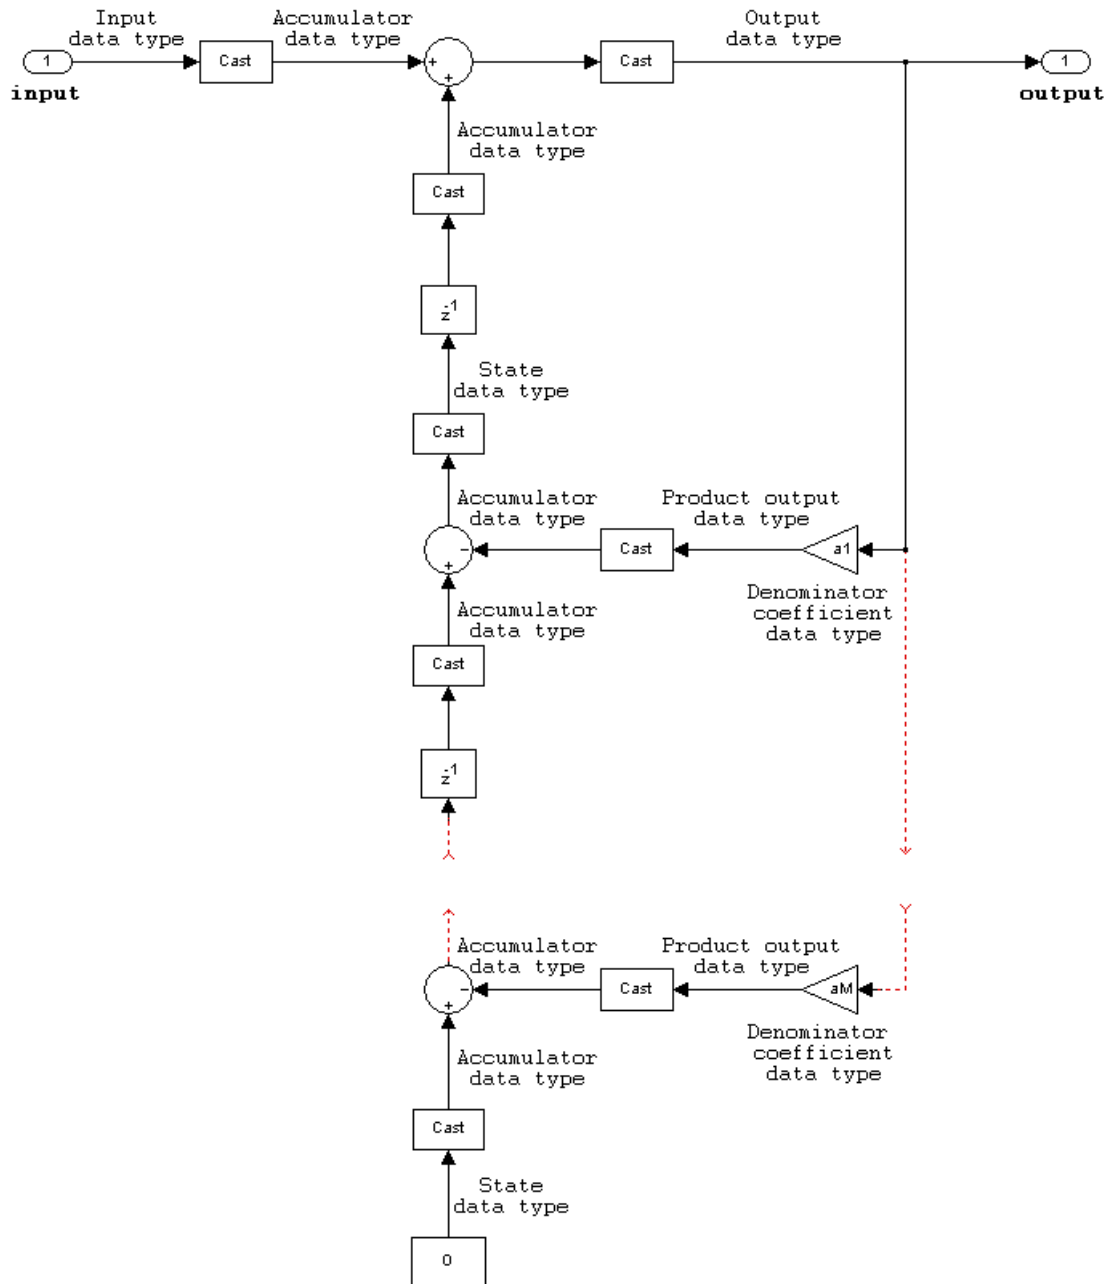 Input
data type
Accumulator
data type
Output
data type
1
Cast
+
+
Cast
1
input
output
Accumulator
data type
Cast
z-1
State
data type
Cast
Accumulator
data type
Product output
data type
-
+
Cast
a1
Accumulator
data type
Denominator
coefficient
data type
Cast
z-1
Accumulator
data type
Product output
data type
-
+
Cast
aM
Accumulator
data type
Denominator
coefficient
data type
Cast
State
data type
0